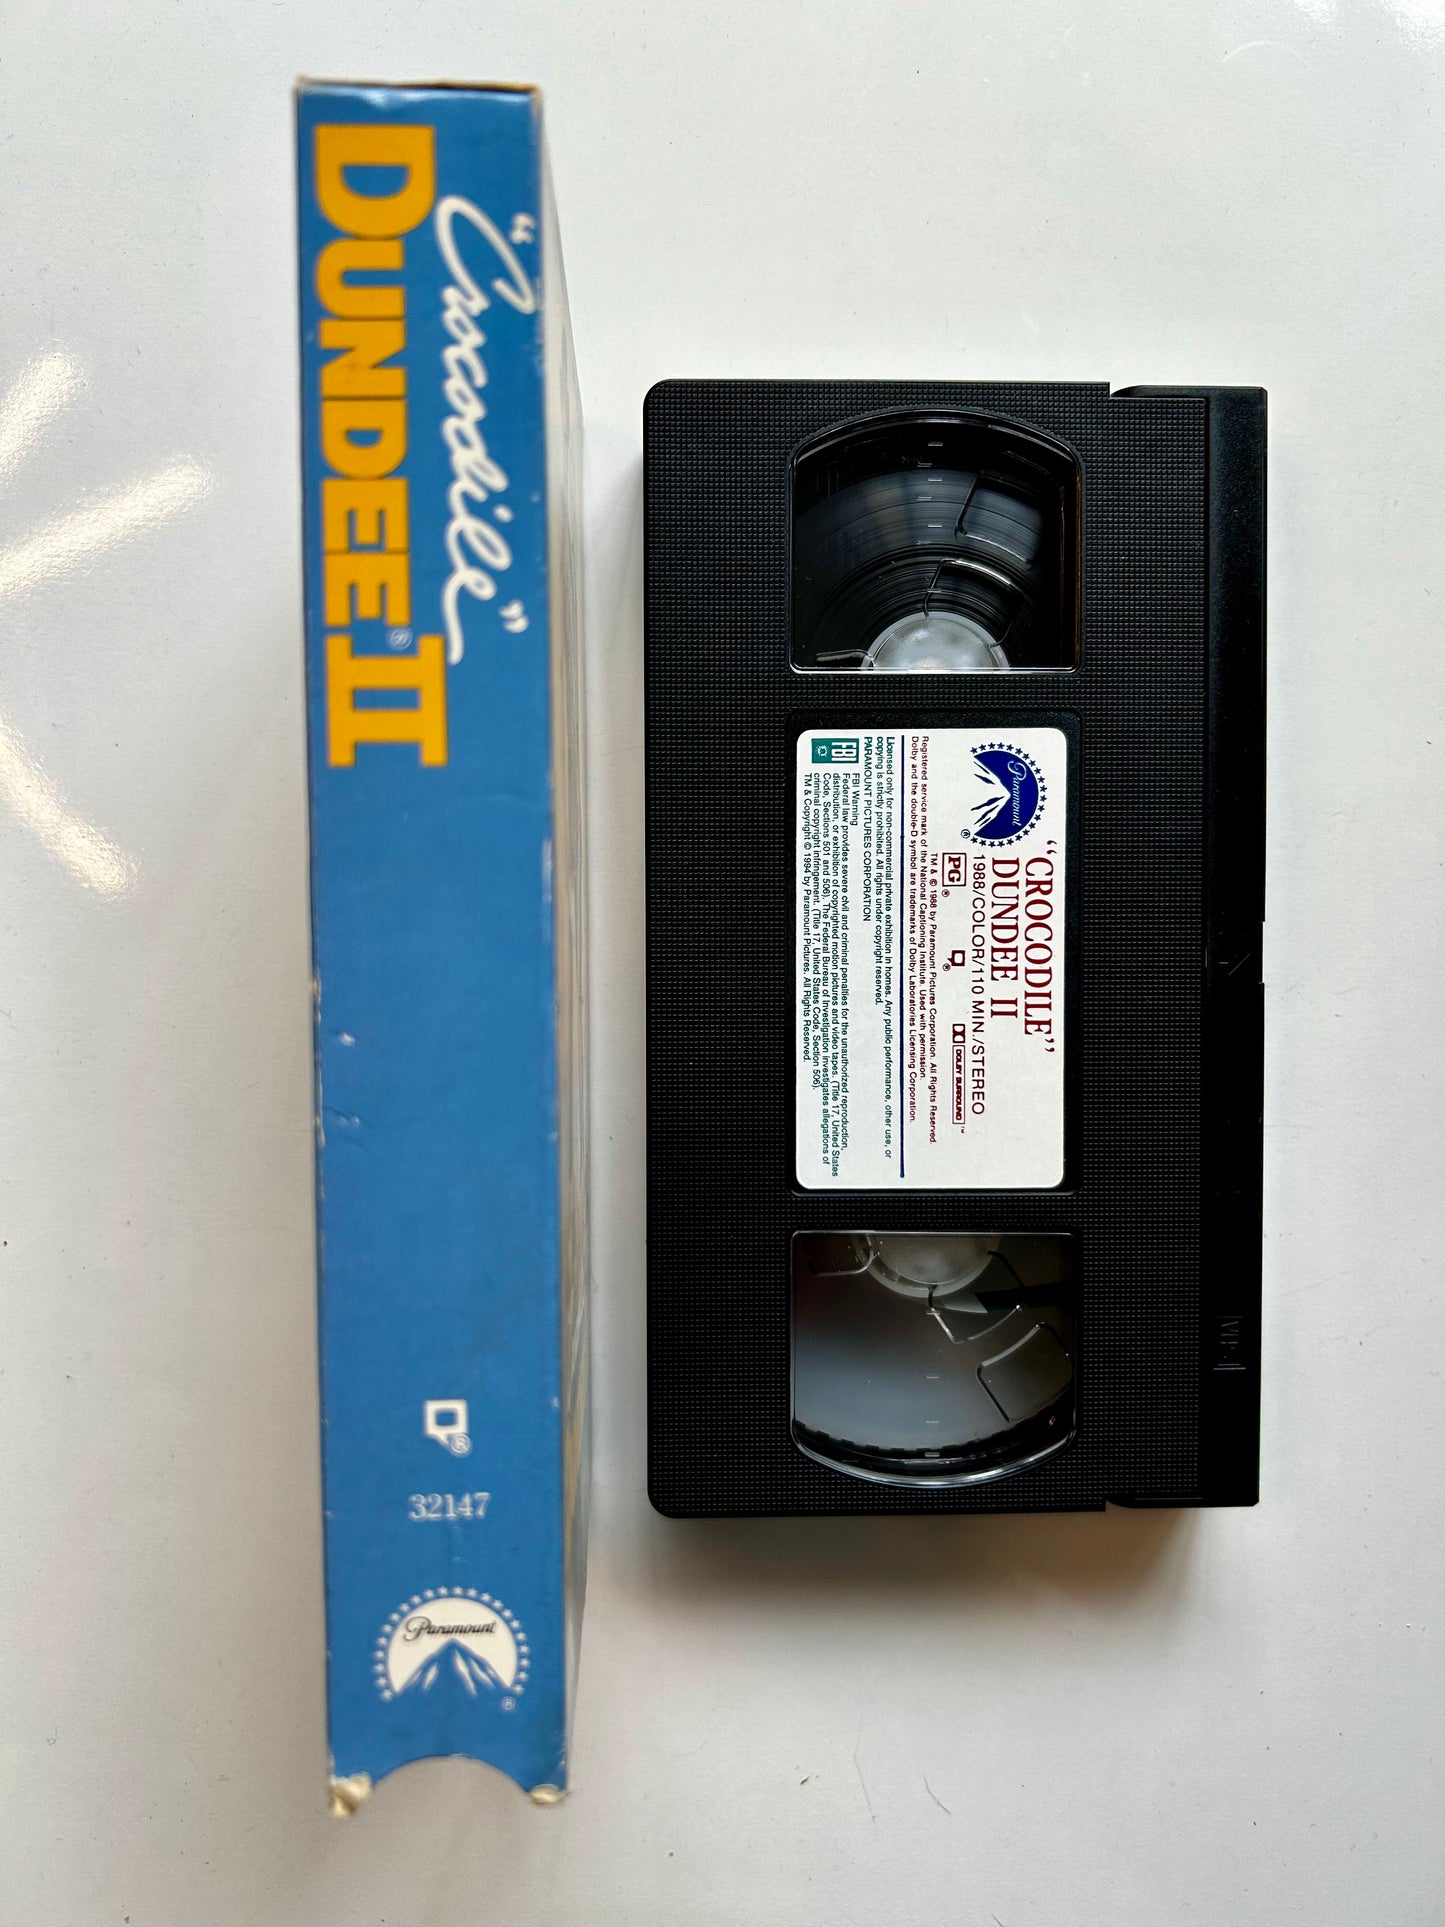 “Crocodile”
DUNDEE® II
®
32147
Paramount
®
Paramount
®
“CROCODILE”
DUNDEE II
1988/COLOR/110 MIN./STEREO
PG ® ® DOLBY SURROUND ™
TM & © 1988 by Paramount Pictures Corporation. All Rights Reserved.
Registered service mark of the National Captioning Institute. Used with permission.
Dolby and the double-D symbol are trademarks of Dolby Laboratories Licensing Corporation.
Licensed only for non-commercial private exhibition in homes. Any public performance, other use, or
copying is strictly prohibited. All rights under copyright reserved.
PARAMOUNT PICTURES CORPORATION
FBI
FBI Warning
Federal law provides severe civil and criminal penalties for the unauthorized reproduction,
distribution, or exhibition of copyrighted motion pictures and video tapes. (Title 17, United States
Code, Sections 501 and 506). The Federal Bureau of Investigation investigates allegations of
criminal copyright infringement. (Title 17, United States Code, Section 506).
TM & Copyright © 1994 by Paramount Pictures. All Rights Reserved.